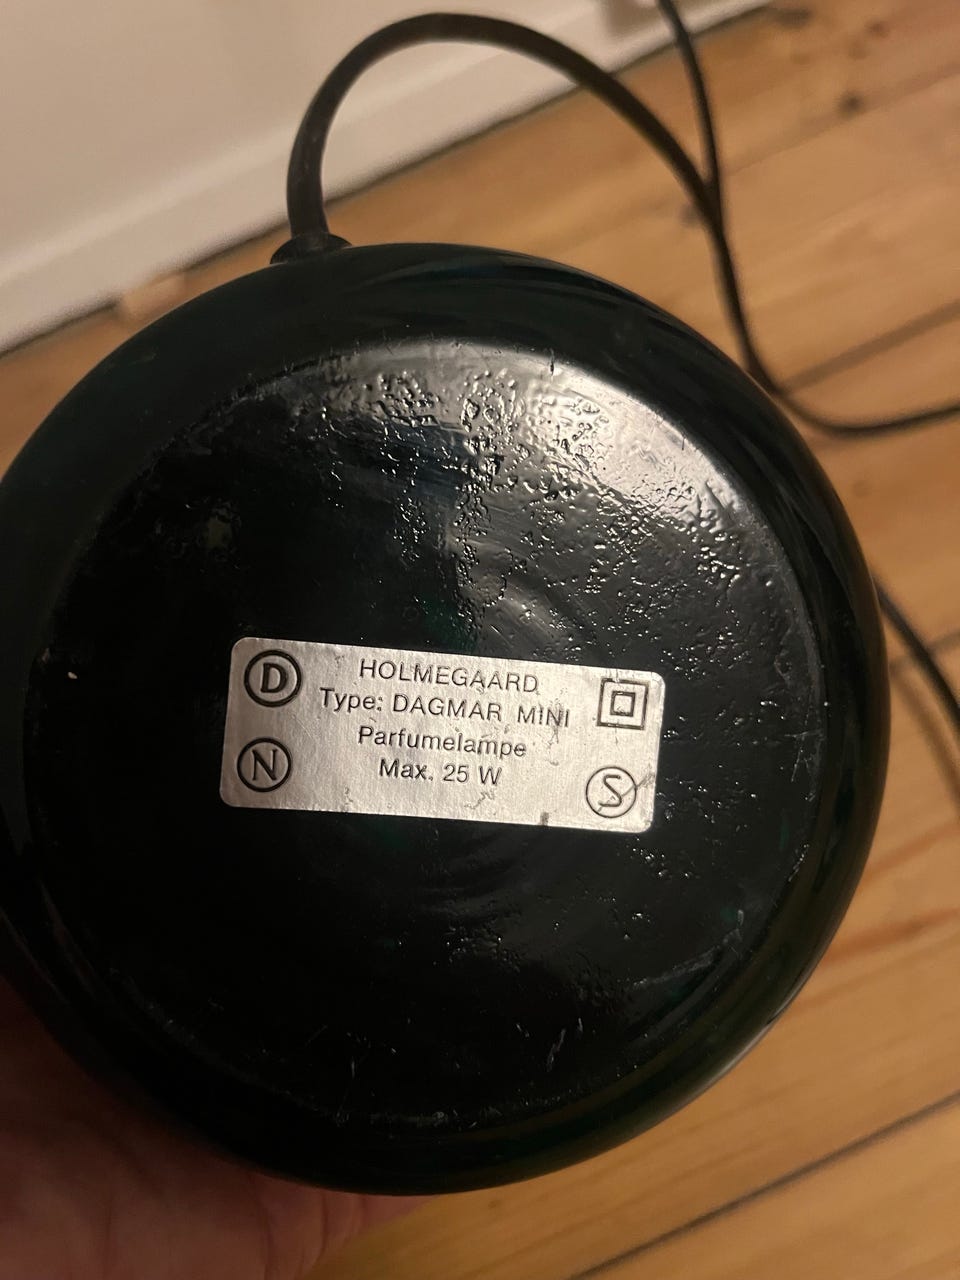 D HOLMEGAARD
Type: DAGMAR MINI
N Parfumelampe
Max. 25 W S